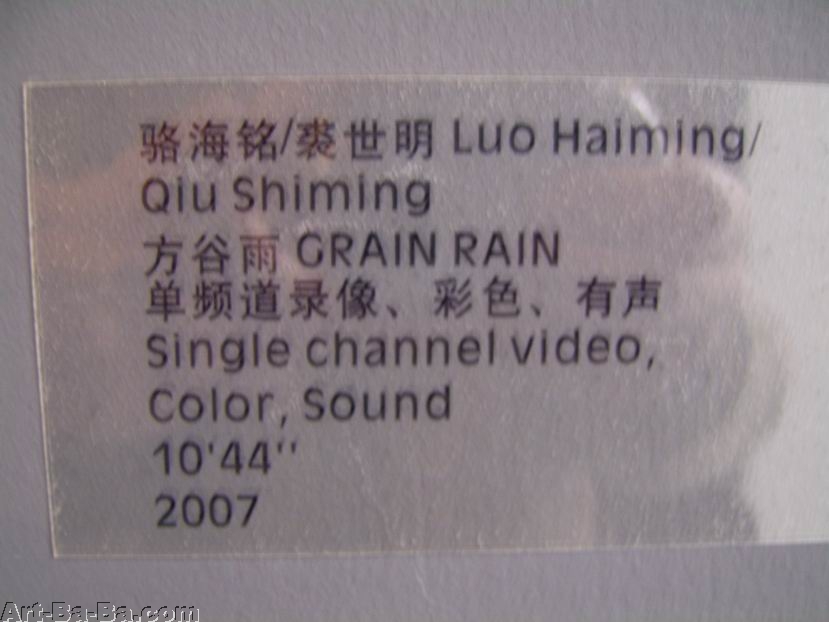 骆海铭/裘世明 Luo Haiming/
Qiu Shiming
方谷雨 GRAIN RAIN
单频道录像、彩色、有声
Single channel video,
Color, Sound
10'44''
2007
Art-Ba-Ba.com